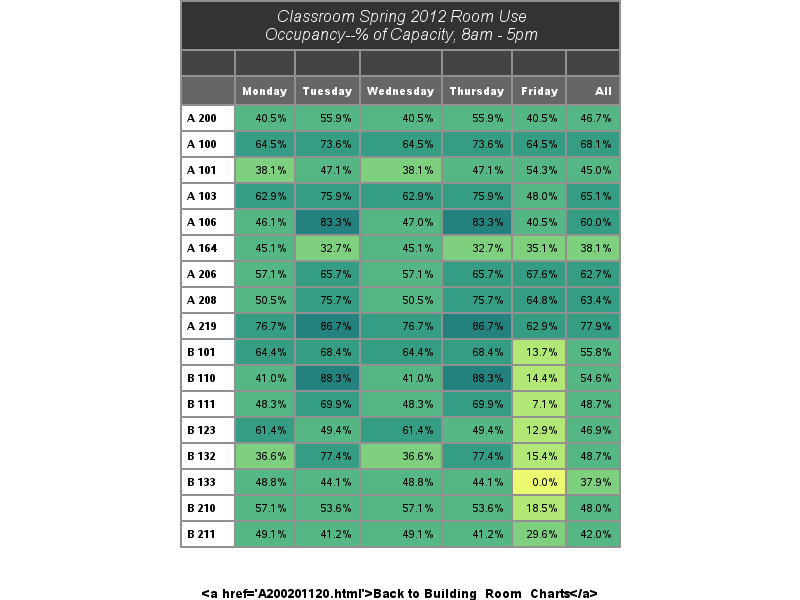 Classroom Spring 2012 Room Use
Occupancy--% of Capacity, 8am - 5pm
Monday Tuesday Wednesday Thursday Friday All
A 200 40.5% 55.9% 40.5% 55.9% 40.5% 46.7%
A 100 64.5% 73.6% 64.5% 73.6% 64.5% 68.1%
A 101 38.1% 47.1% 38.1% 47.1% 54.3% 45.0%
A 103 62.9% 75.9% 62.9% 75.9% 48.0% 65.1%
A 106 46.1% 83.3% 47.0% 83.3% 40.5% 60.0%
A 164 45.1% 32.7% 45.1% 32.7% 35.1% 38.1%
A 206 57.1% 65.7% 57.1% 65.7% 67.6% 62.7%
A 208 50.5% 75.7% 50.5% 75.7% 64.8% 63.4%
A 219 76.7% 86.7% 76.7% 86.7% 62.9% 77.9%
B 101 64.4% 68.4% 64.4% 68.4% 13.7% 55.8%
B 110 41.0% 88.3% 41.0% 88.3% 14.4% 54.6%
B 111 48.3% 69.9% 48.3% 69.9% 7.1% 48.7%
B 123 61.4% 49.4% 61.4% 49.4% 12.9% 46.9%
B 132 36.6% 77.4% 36.6% 77.4% 15.4% 48.7%
B 133 48.8% 44.1% 48.8% 44.1% 0.0% 37.9%
B 210 57.1% 53.6% 57.1% 53.6% 18.5% 48.0%
B 211 49.1% 41.2% 49.1% 41.2% 29.6% 42.0%
<a href='A200201120.html'>Back to Building_Room_Charts</a>